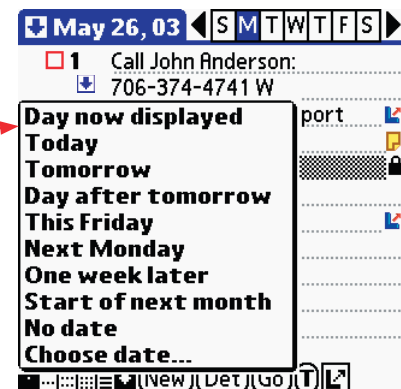 May 26, 03 S M T W T F S
1 Call John Anderson:
706-374-4741 W
port
Day now displayed
Today
Tomorrow
Day after tomorrow
This Friday
Next Monday
One week later
Start of next month
No date
Choose date...
New Det Go T